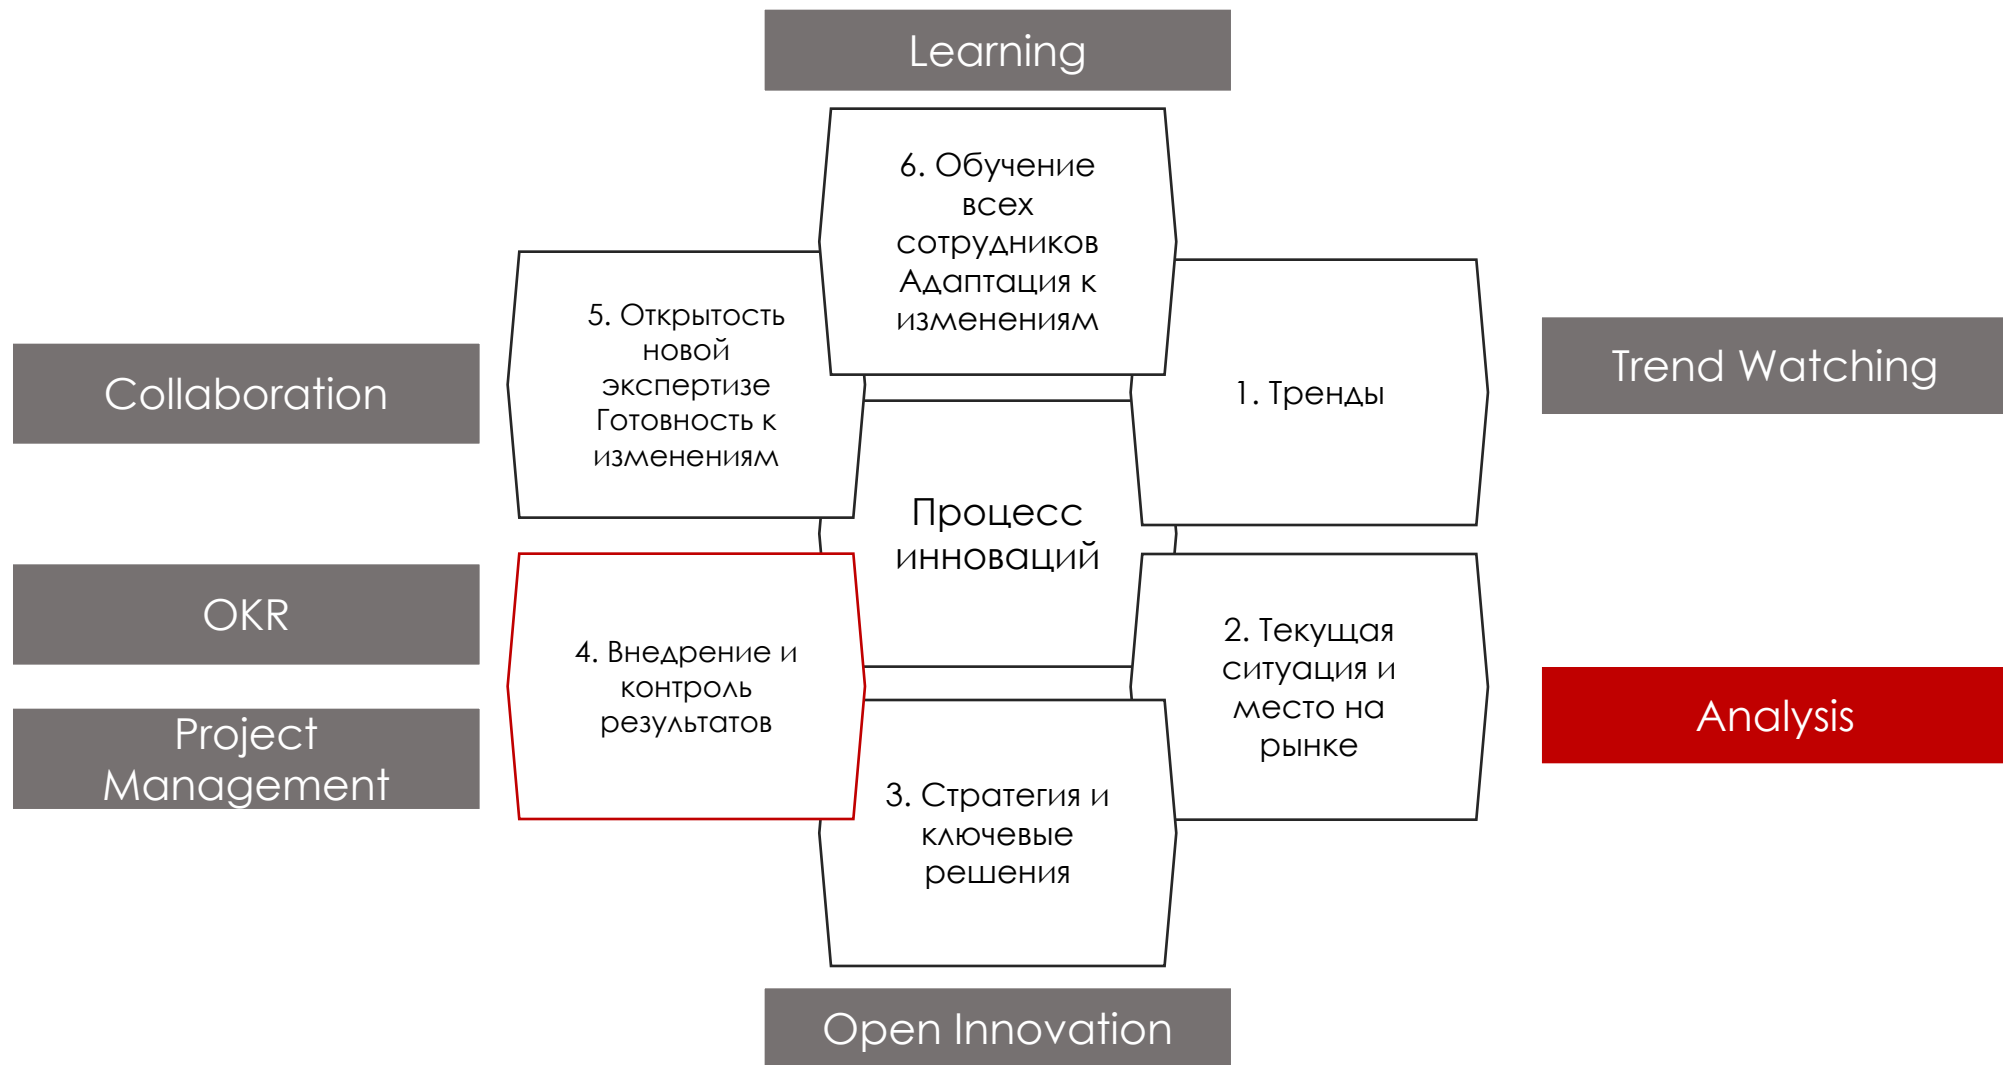 Learning
6. Обучение
всех
сотрудников
Адаптация к
изменениям
5. Открытость
новой
экспертизе
Готовность к
изменениям
1. Тренды
Collaboration
Trend Watching
Процесс
инноваций
OKR
Project
Management
4. Внедрение и
контроль
результатов
2. Текущая
ситуация и
место на
рынке
Analysis
3. Стратегия и
ключевые
решения
Open Innovation